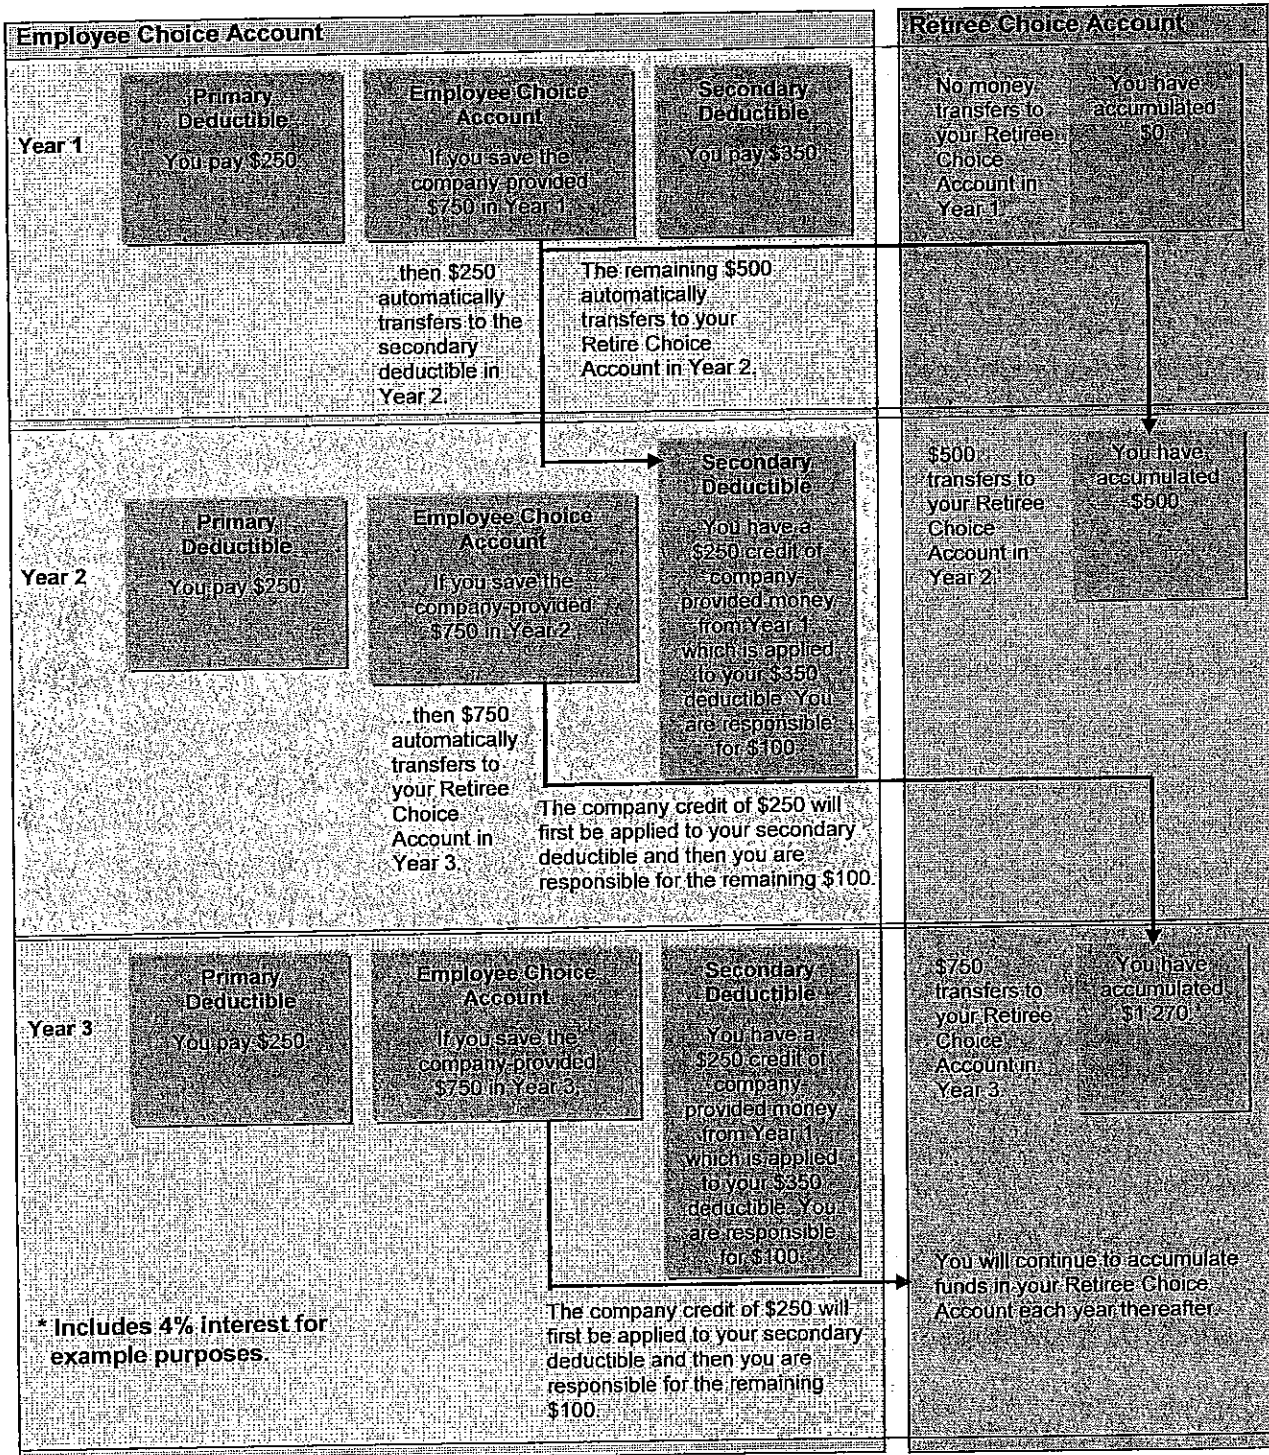 Employee Choice Account
Retiree Choice Account
Year 1
Primary
Deductible
You pay $250
Employee Choice
Account
If you save the
company-provided
$750 in Year 1
Secondary
Deductible
You pay $350
No money
transfers to
your Retiree
Choice
Account in
Year 1
You have
accumulated
$0
...then $250
automatically
transfers to the
secondary
deductible in
Year 2.
The remaining $500
automatically
transfers to your
Retire Choice
Account in Year 2.
Year 2
Primary
Deductible
You pay $250
Employee Choice
Account
If you save the
company-provided
$750 in Year 2
Secondary
Deductible
You have a
$250 credit of
company-
provided money
from Year 1
which is applied
to your $350
deductible. You
are responsible
for $100.
$500
transfers to
your Retiree
Choice
Account in
Year 2
You have
accumulated
$500
...then $750
automatically
transfers to
your Retiree
Choice
Account in
Year 3.
The company credit of $250 will
first be applied to your secondary
deductible and then you are
responsible for the remaining $100.
Year 3
Primary
Deductible
You pay $250
Employee Choice
Account
If you save the
company-provided
$750 in Year 3.
Secondary
Deductible
You have a
$250 credit of
company-
provided money
from Year 1
which is applied
to your $350
deductible. You
are responsible
for $100.
$750
transfers to
your Retiree
Choice
Account in
Year 3
You have
accumulated
$1,270.
You will continue to accumulate
funds in your Retiree Choice
Account each year thereafter
* Includes 4% interest for
example purposes.
The company credit of $250 will
first be applied to your secondary
deductible and then you are
responsible for the remaining
$100.